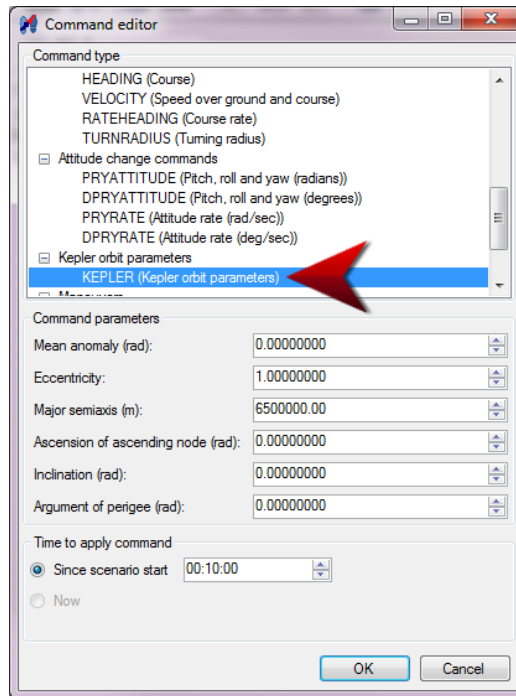 Command editor
Command type
HEADING (Course)
VELOCITY (Speed over ground and course)
RATEHEADING (Course rate)
TURNRADIUS (Turning radius)
Attitude change commands
PRYATTITUDE (Pitch, roll and yaw (radians))
DPRYATTITUDE (Pitch, roll and yaw (degrees))
PRYRATE (Attitude rate (rad/sec))
DPRYRATE (Attitude rate (deg/sec))
Kepler orbit parameters
KEPLER (Kepler orbit parameters)
Command parameters
Mean anomaly (rad): 0.00000000
Eccentricity: 1.00000000
Major semiaxis (m): 6500000.00
Ascension of ascending node (rad): 0.00000000
Inclination (rad): 0.00000000
Argument of perigee (rad): 0.00000000
Time to apply command
Since scenario start 00:10:00
Now
OK Cancel